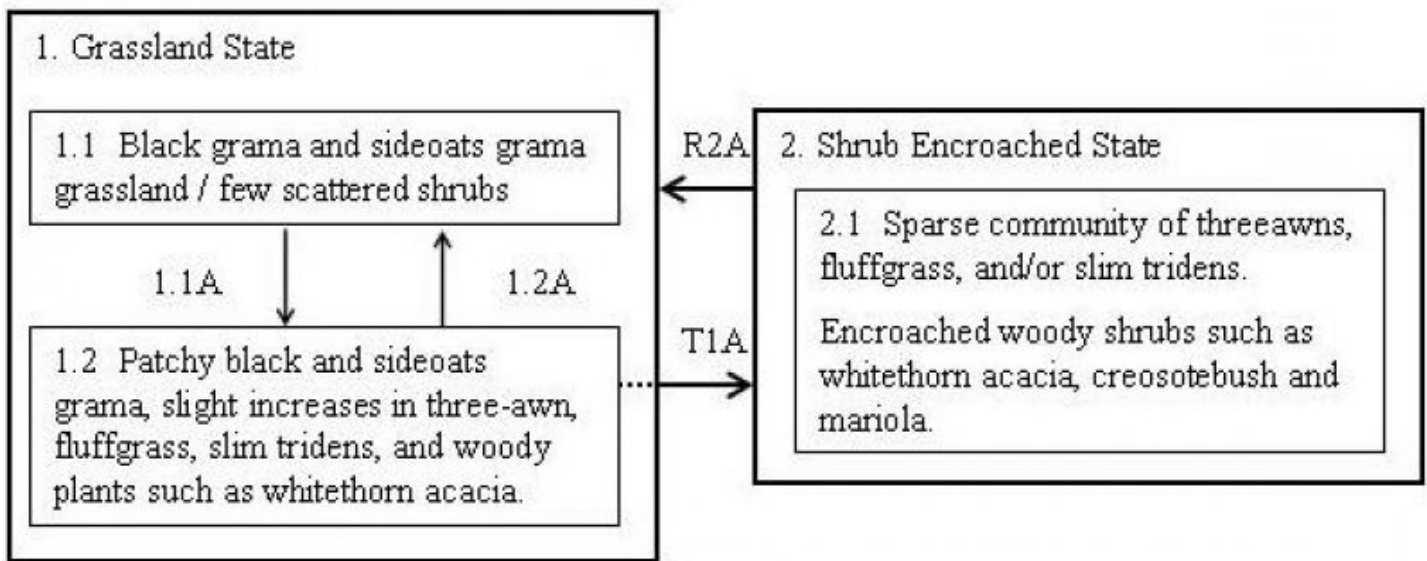 1. Grassland State
1.1 Black grama and sideoats grama
grassland / few scattered shrubs
1.1A
1.2A
1.2 Patchy black and sideoats
grama, slight increases in three-awn,
fluffgrass, slim tridens, and woody
plants such as whitethorn acacia.
R2A
T1A
2. Shrub Encroached State
2.1 Sparse community of threeawns,
fluffgrass, and/or slim tridens.
Encroached woody shrubs such as
whitethorn acacia, creosotebush and
mariola.